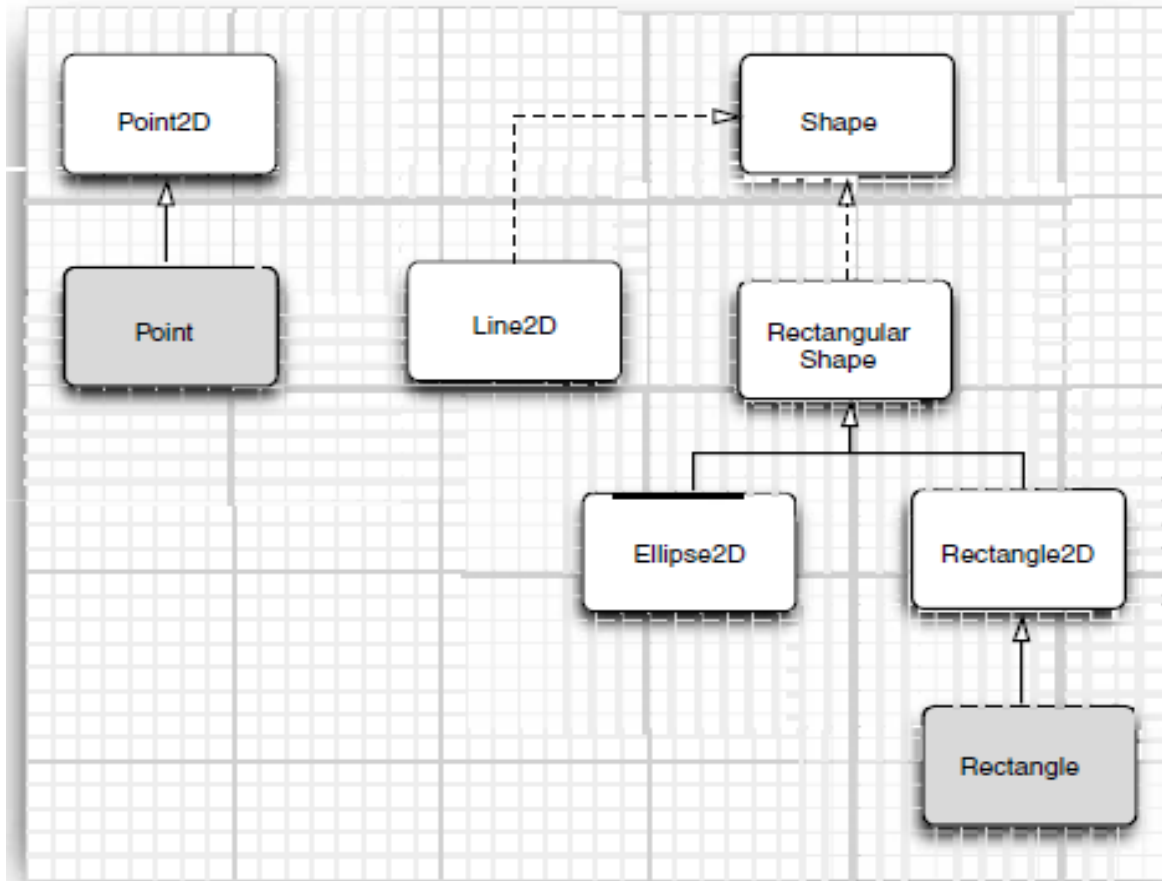 Point2D
Shape
Point
Line2D
Rectangular
Shape
Ellipse2D
Rectangle2D
Rectangle